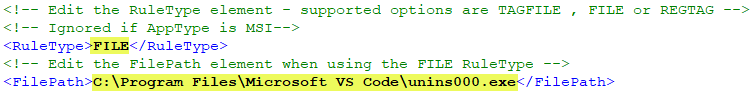 <!-- Edit the RuleType element - supported options are TAGFILE , FILE or REGTAG -->
<!-- Ignored if AppType is MSI-->
<RuleType>FILE</RuleType>
<!-- Edit the FilePath element when using the FILE RuleType -->
<FilePath>C:\Program Files\Microsoft VS Code\unins000.exe</FilePath>